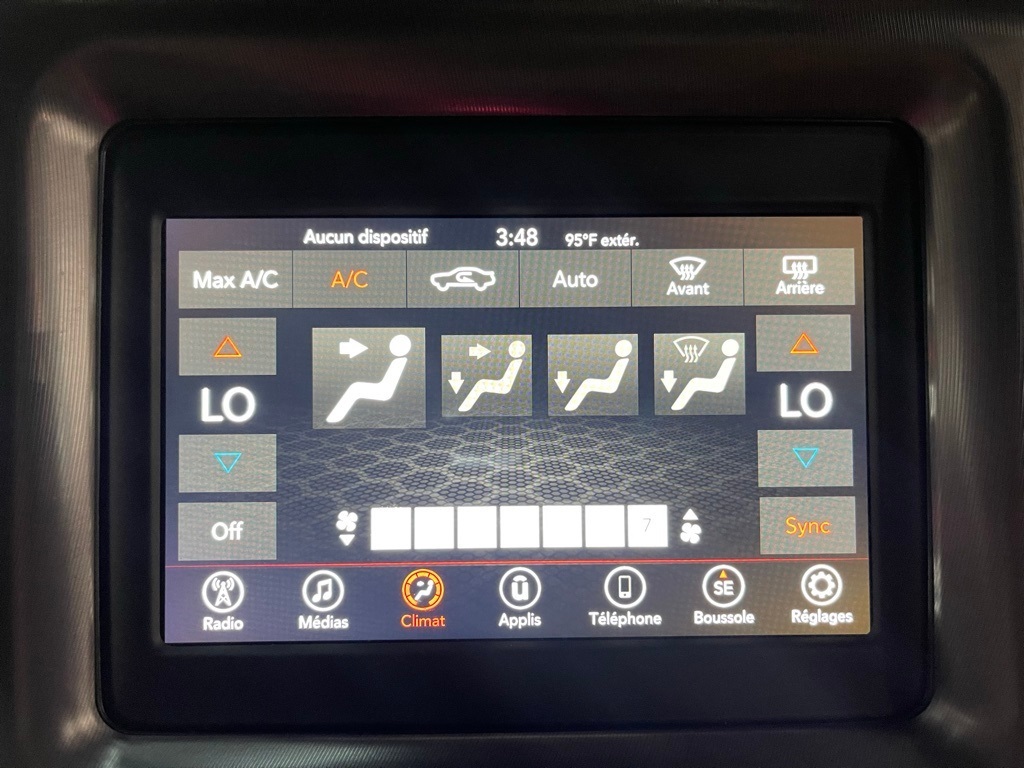 Aucun dispositif 3:48 95°F extér.
Max A/C A/C Auto Avant Arrière
LO LO
Off 7 Sync
SE
Radio Médias Climat Applis Téléphone Boussole Réglages